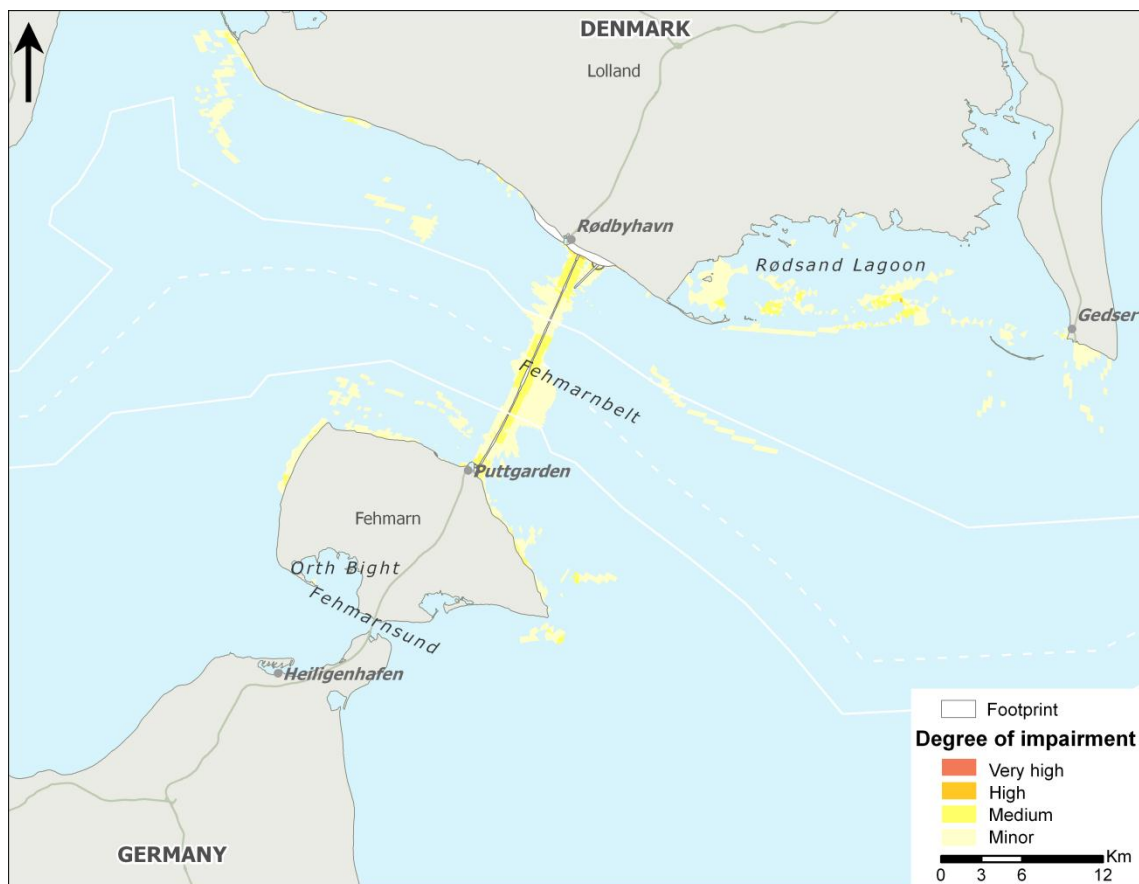 DENMARK
Lolland
Rødbyhavn
Rødsand Lagoon
Gedser
Fehmarnbelt
Puttgarden
Fehmarn
Orth Bight
Fehmarnsund
Heiligenhafen
GERMANY
Footprint
Degree of impairment
Very high
High
Medium
Minor
Km
0 3 6 12